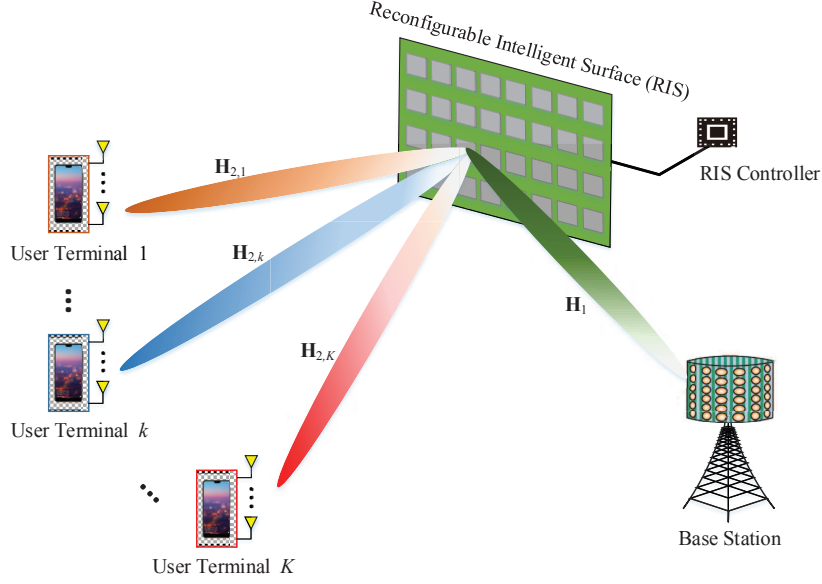 Reconfigurable Intelligent Surface (RIS)
RIS Controller
H2,1
User Terminal 1
H2,k
H1
H2,K
User Terminal k
Base Station
User Terminal K